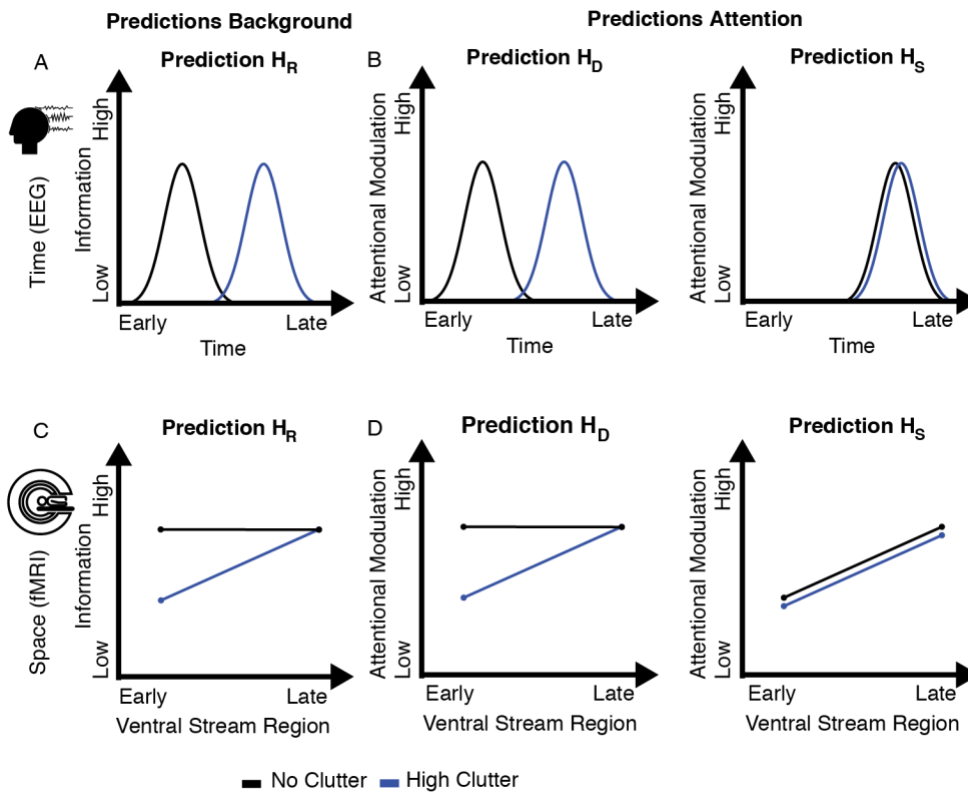 Predictions Background
Predictions Attention
A
Prediction HR
B
Prediction HD
Prediction HS
Time (EEG)
Information
Low
High
Early
Late
Time
Attentional Modulation
Low
High
Early
Late
Time
Attentional Modulation
Low
High
Early
Late
Time
C
Prediction HR
D
Prediction HD
Prediction HS
Space (fMRI)
Information
Low
High
Early
Late
Ventral Stream Region
Attentional Modulation
Low
High
Early
Late
Ventral Stream Region
Attentional Modulation
Low
High
Early
Late
Ventral Stream Region
No Clutter
High Clutter